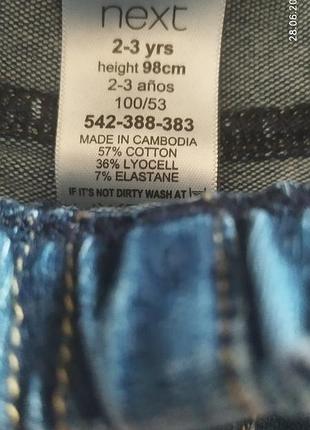 next
2-3 yrs
height 98cm
2-3 años
100/53
542-388-383
MADE IN CAMBODIA
57% COTTON
36% LYOCELL
7% ELASTANE
IF IT'S NOT DIRTY WASH AT
28.06.20